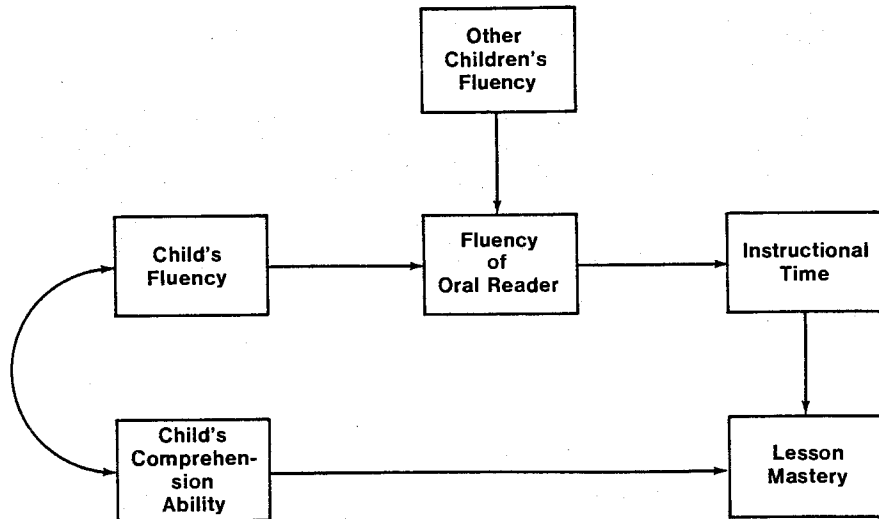 Other
Children's
Fluency
Child's
Fluency
Fluency
of
Oral Reader
Instructional
Time
Child's
Comprehen-
sion
Ability
Lesson
Mastery